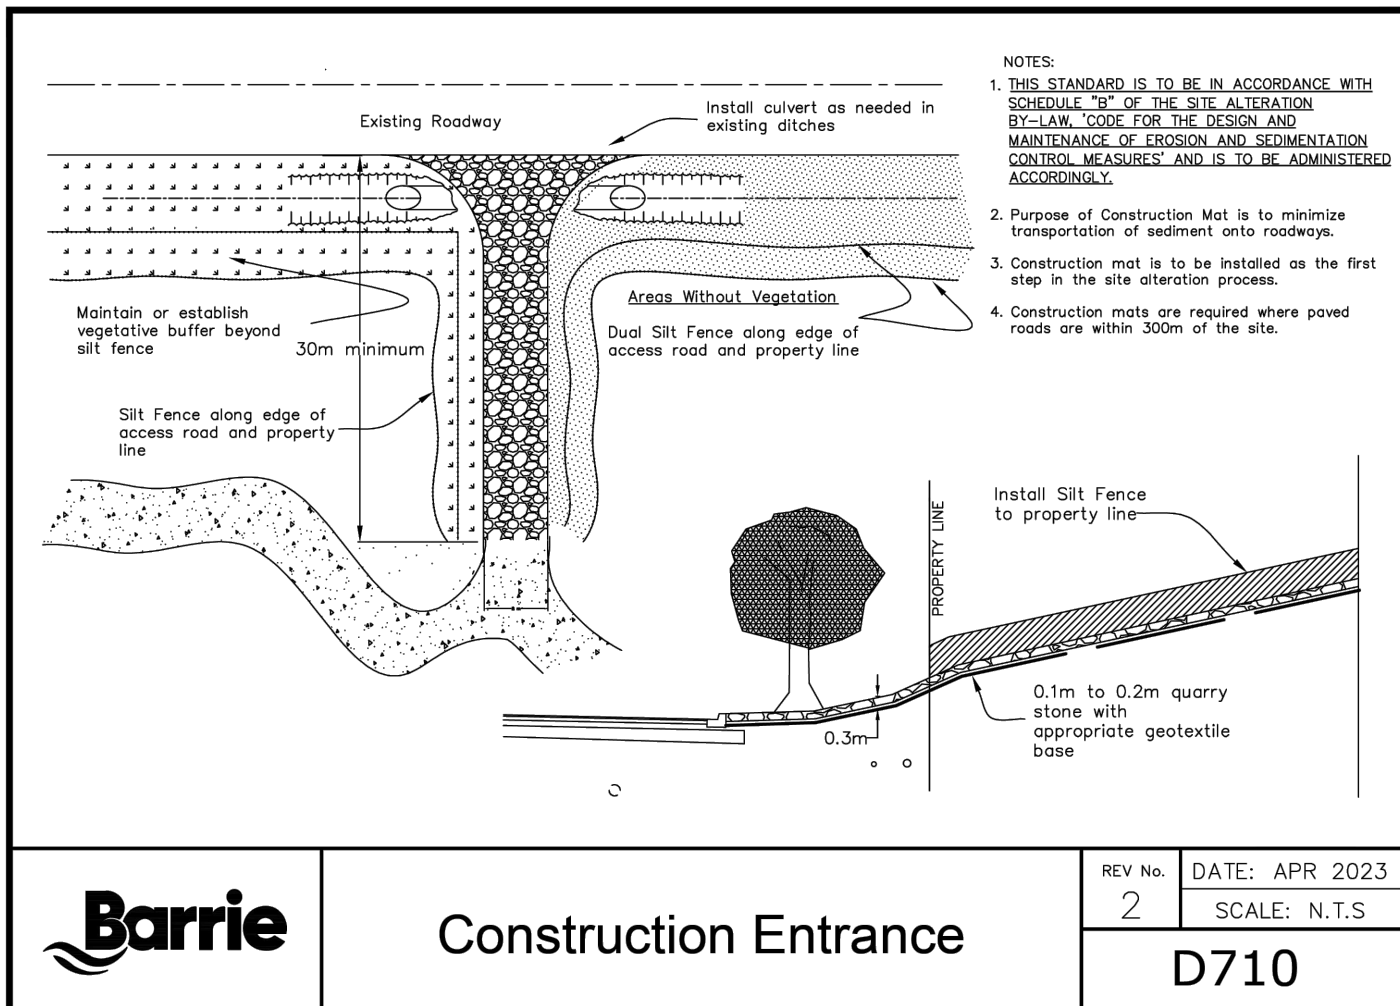 NOTES:
1. THIS STANDARD IS TO BE IN ACCORDANCE WITH
SCHEDULE "B" OF THE SITE ALTERATION
BY-LAW, 'CODE FOR THE DESIGN AND
MAINTENANCE OF EROSION AND SEDIMENTATION
CONTROL MEASURES' AND IS TO BE ADMINISTERED
ACCORDINGLY.
2. Purpose of Construction Mat is to minimize
transportation of sediment onto roadways.
3. Construction mat is to be installed as the first
step in the site alteration process.
4. Construction mats are required where paved
roads are within 300m of the site.
Existing Roadway
Install culvert as needed in
existing ditches
Maintain or establish
vegetative buffer beyond
silt fence
30m minimum
Areas Without Vegetation
Dual Silt Fence along edge of
access road and property line
Silt Fence along edge of
access road and property
line
PROPERTY LINE
Install Silt Fence
to property line
0.3m
0.1m to 0.2m quarry
stone with
appropriate geotextile
base
Barrie
Construction Entrance
REV No.
2
DATE: APR 2023
SCALE: N.T.S
D710